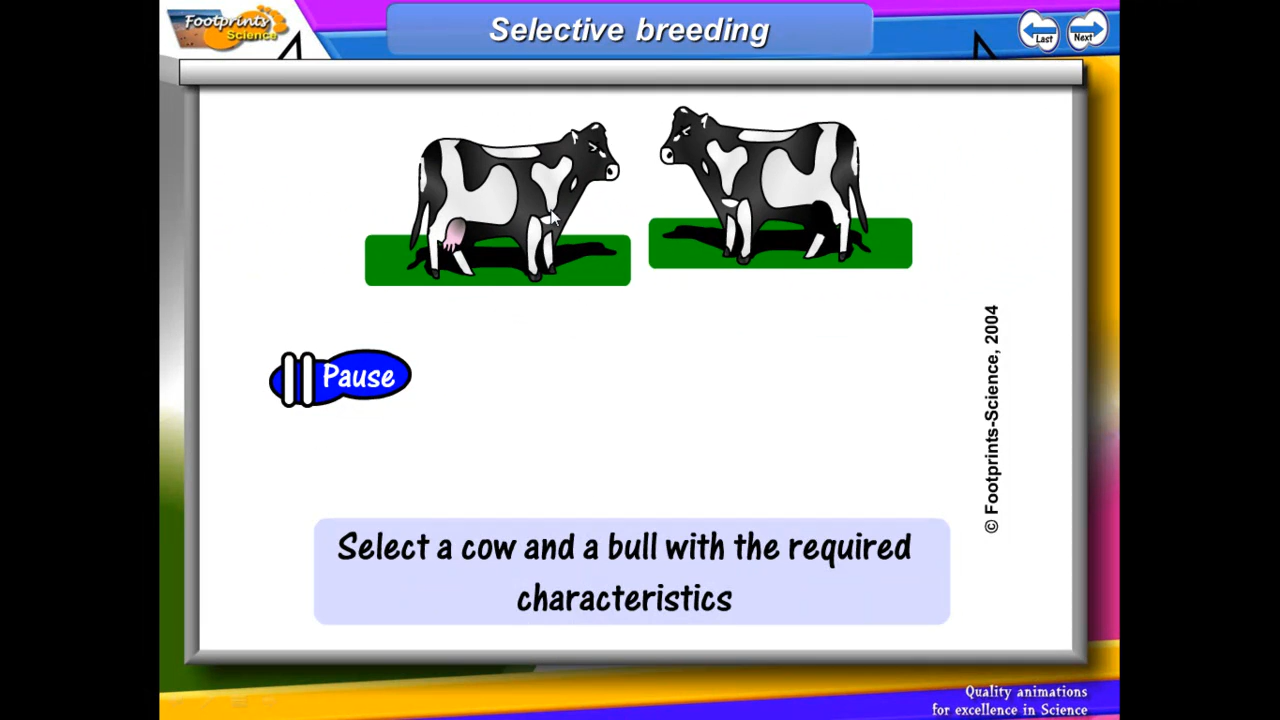 Footprints
Science
Selective breeding
Last
Next
Pause
© Footprints-Science, 2004
Select a cow and a bull with the required
characteristics
Quality animations
for excellence in Science